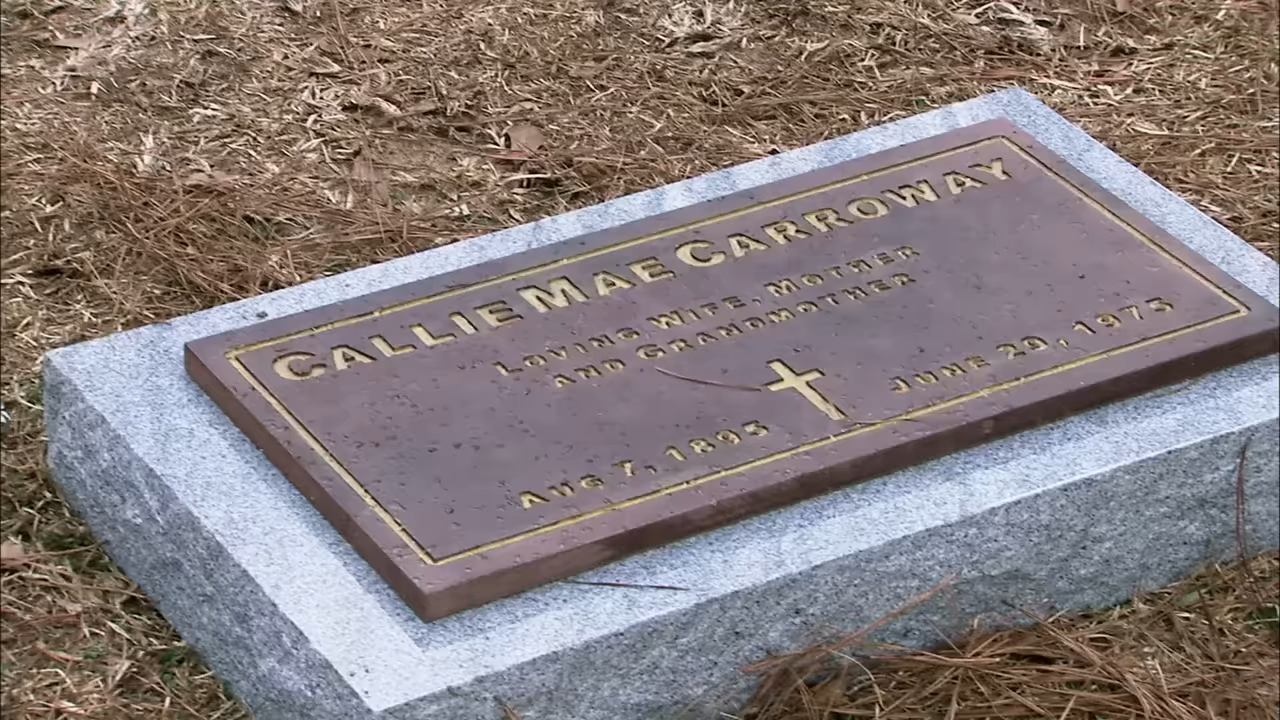 CALLIE MAE CARROWAY
LOVING WIFE, MOTHER
AND GRANDMOTHER
AUG 7, 1895
JUNE 29, 1975